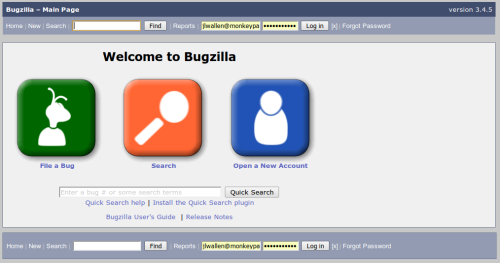 Bugzilla – Main Page version 3.4.5
Home | New | Search | Find | Reports jlwallen@monkeypa ••••••••••• Log in [x] | Forgot Password
Welcome to Bugzilla
File a Bug Search Open a New Account
Enter a bug # or some search terms Quick Search
Quick Search help | Install the Quick Search plugin
Bugzilla User's Guide | Release Notes
Home | New | Search | Find | Reports jlwallen@monkeypa ••••••••••• Log in [x] | Forgot Password